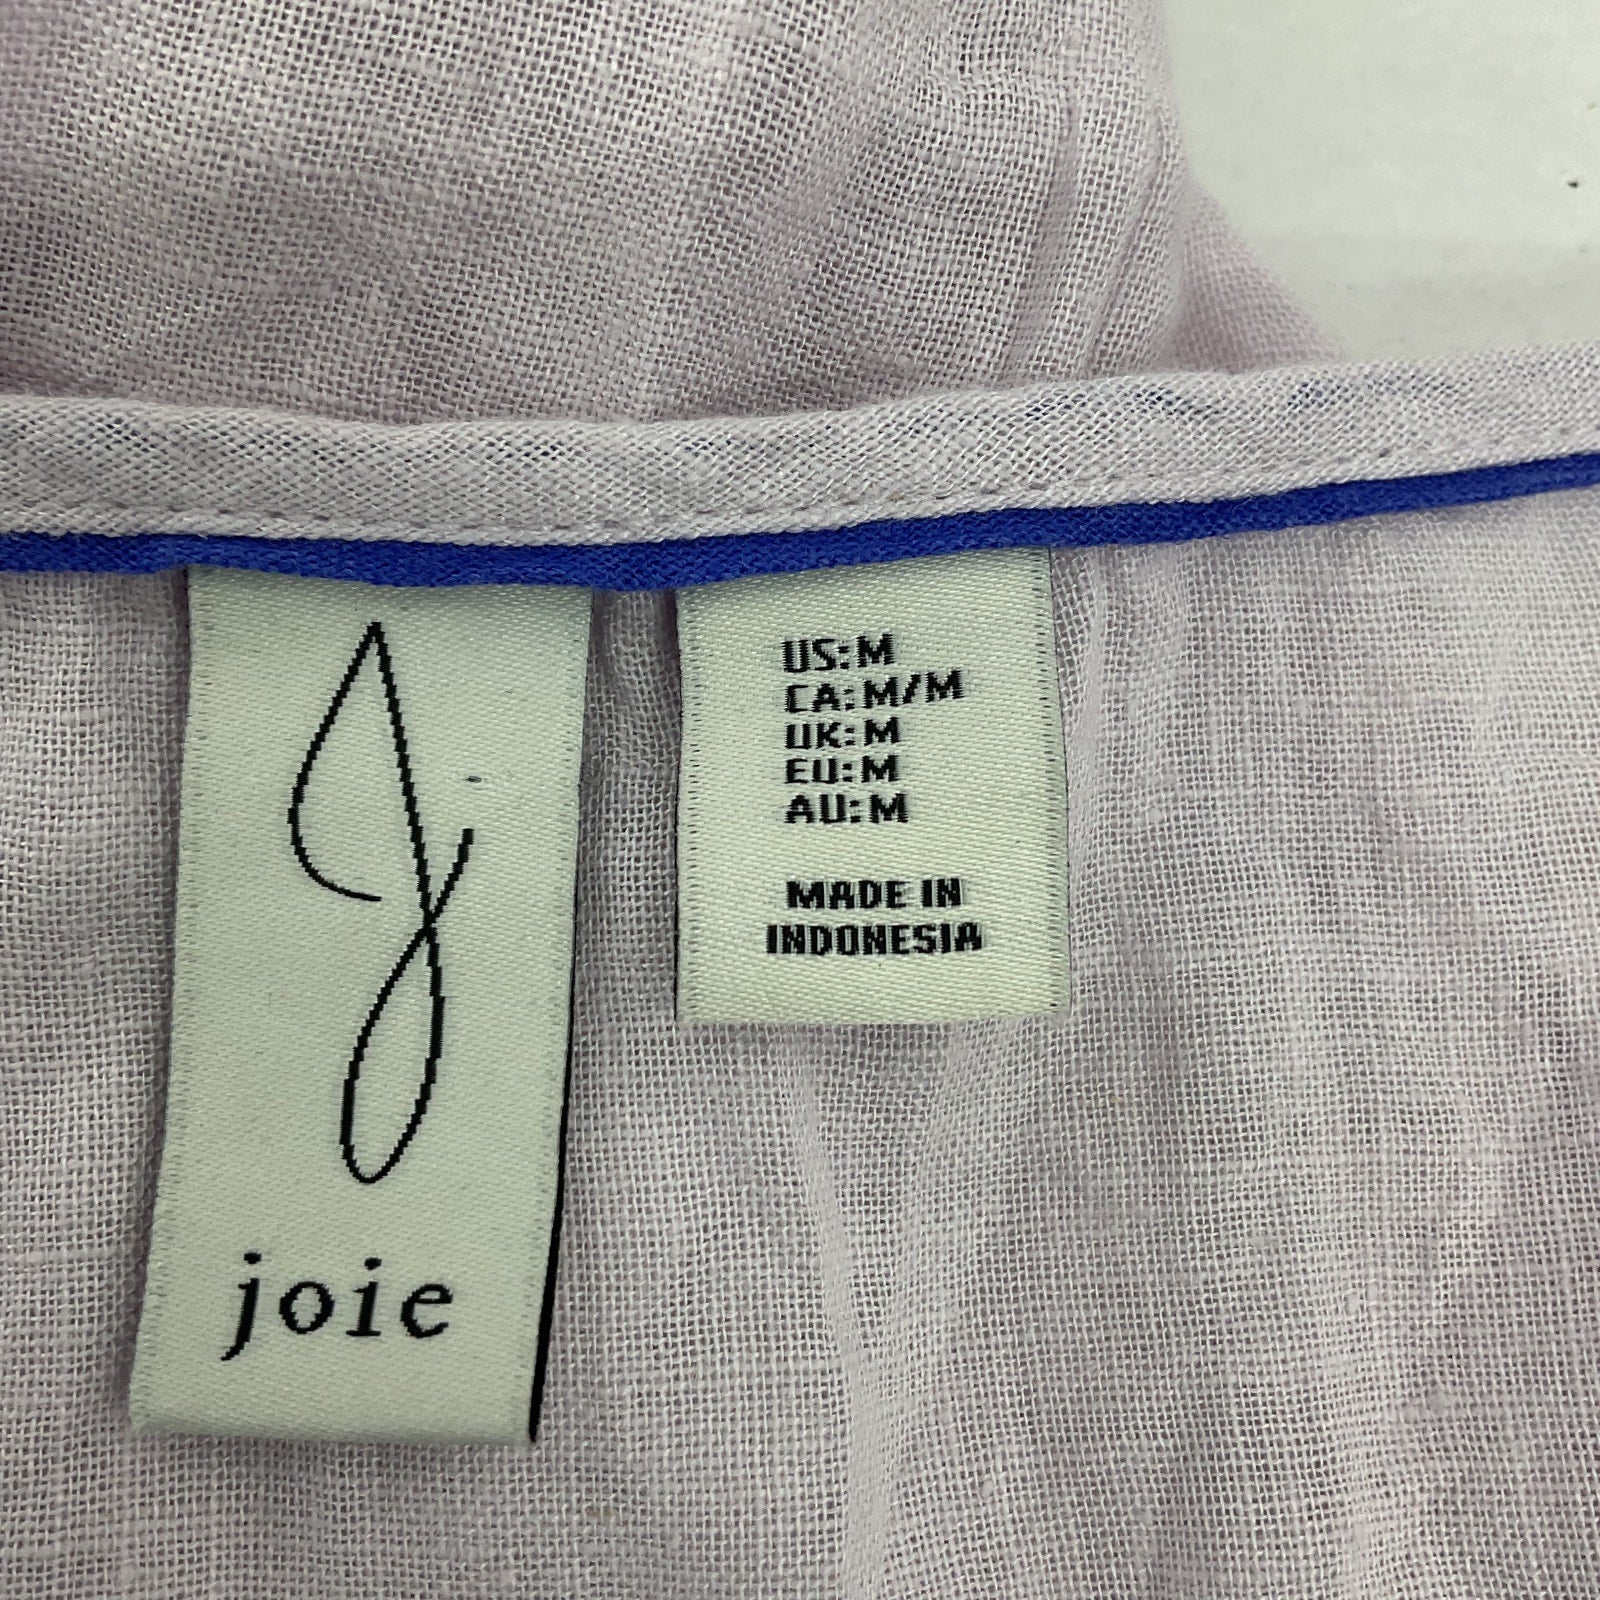 joie
US: M
CA: M/M
UK: M
EU: M
AU: M
MADE IN
INDONESIA